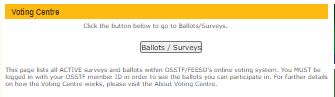 Voting Centre
Click the button below to go to Ballots/Surveys.
Ballots / Surveys
This page lists all ACTIVE surveys and ballots within OSSTF/FEESO's online voting system. You MUST be
logged in with your OSSTF member ID in order to see the ballots you can participate in. For further details
on how the Voting Centre works, please visit the About Voting Centre.